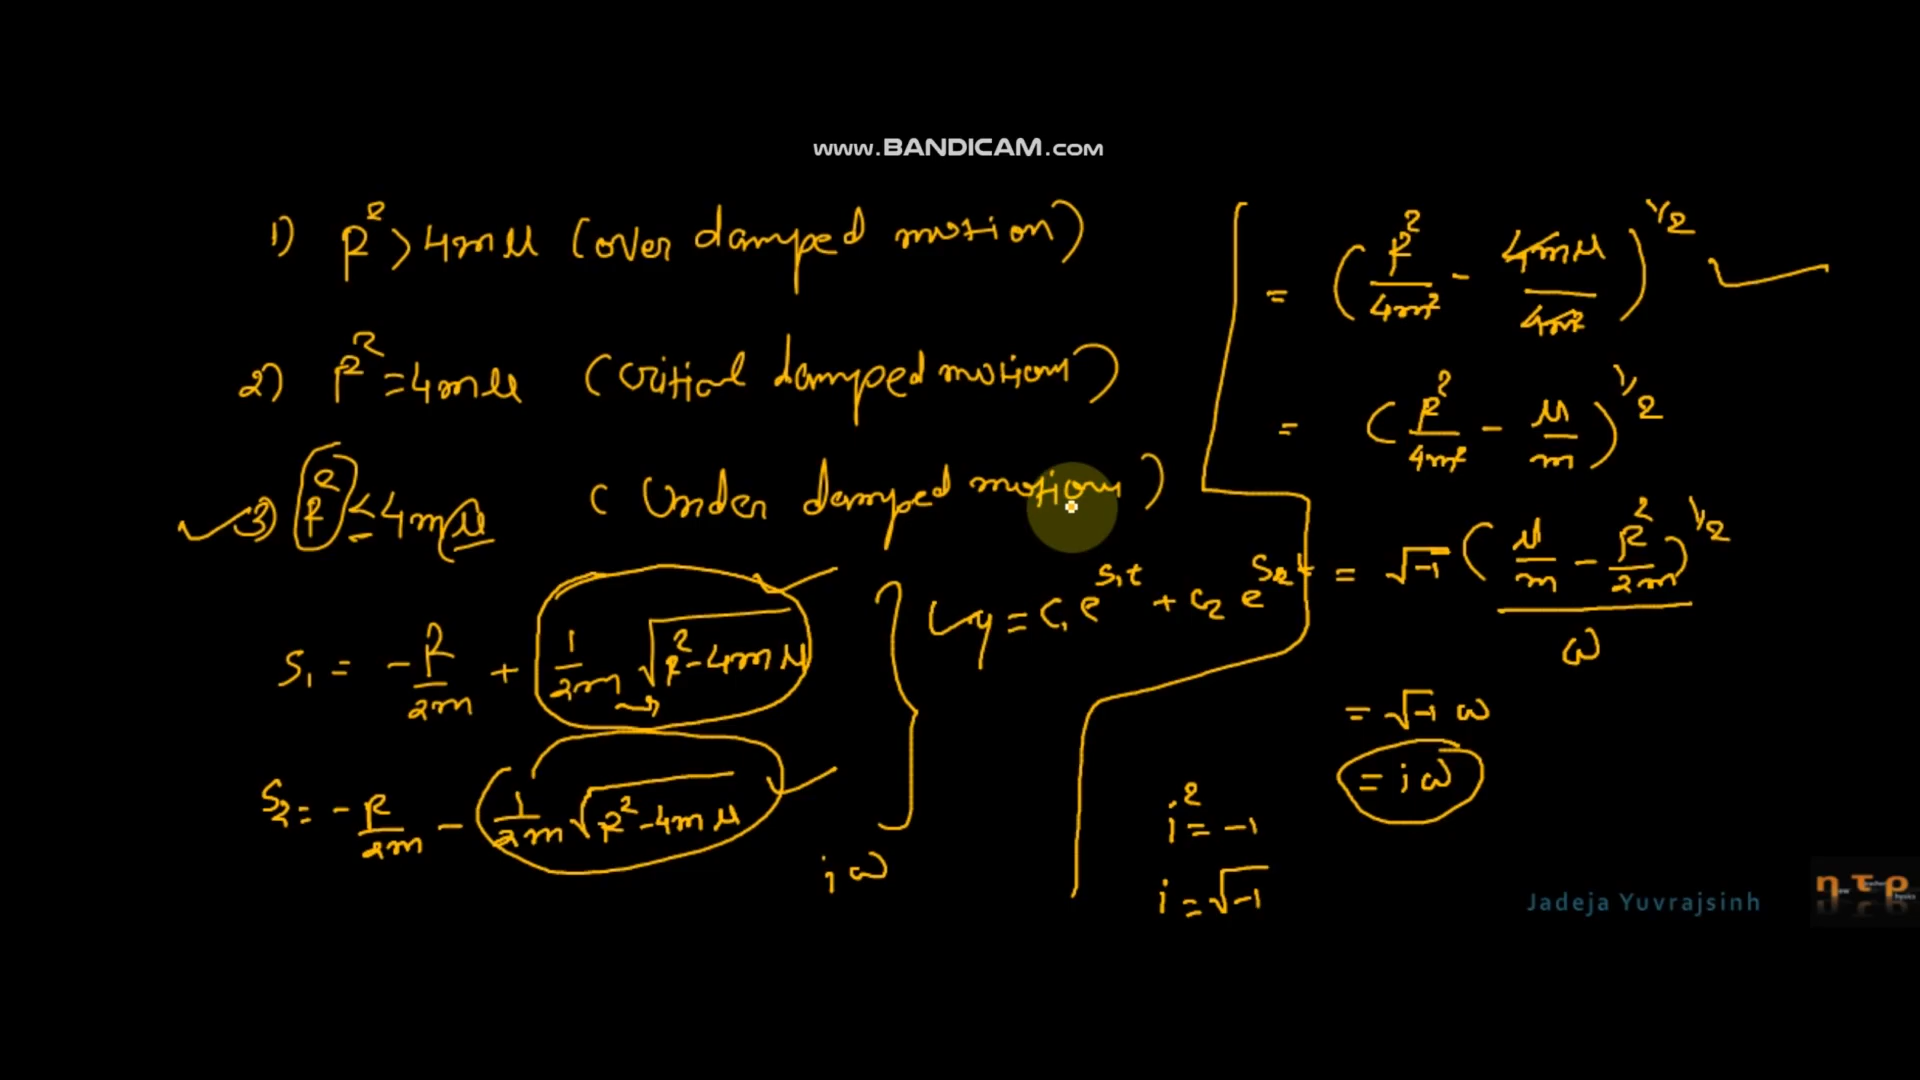 www.BANDICAM.com
1) R² > 4mμ (over damped motion)
2) R² = 4mμ (critical damped motion)
3) R² ≤ 4mμ (Under damped motion)
S₁ = -R/2m + 1/2m √R²-4mμ
S₂ = -R/2m - 1/2m √R²-4mμ
iω
y = C₁e^S₁t + C₂e^S₂t
= (R²/4m² - 4mμ/4m²)^1/2
= (R²/4m² - μ/m)^1/2
= √-1 (μ/m - R²/2m)^1/2
ω
= √-1 ω
= iω
i² = -1
i = √-1
Jadeja Yuvrajsinh
ητρ